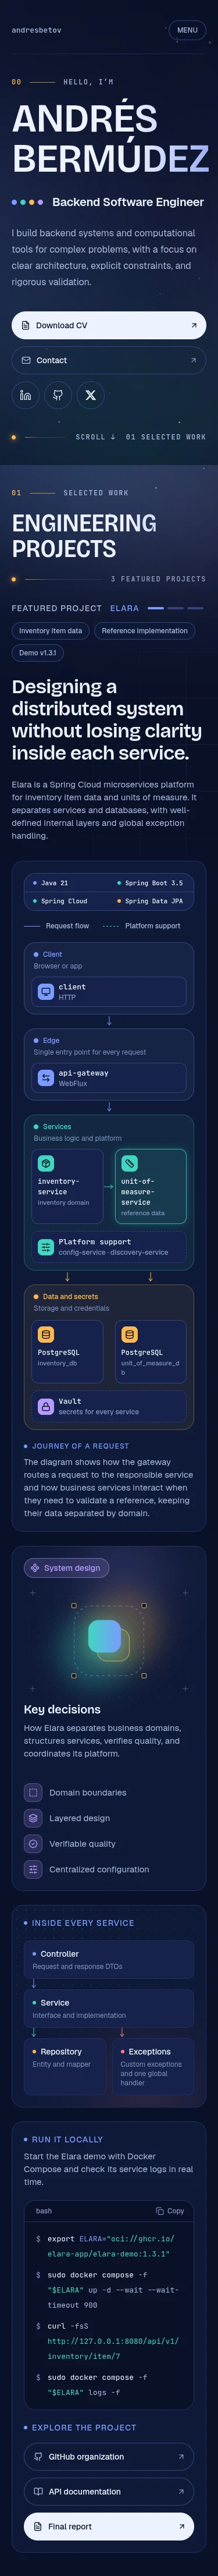 andresbetov
MENU
00 HELLO, I'M
ANDRÉS
BERMÚDEZ
Backend Software Engineer
I build backend systems and computational
tools for complex problems, with a focus on
clear architecture, explicit constraints, and
rigorous validation.
Download CV
Contact
SCROLL ↓ 01 SELECTED WORK
01 SELECTED WORK
ENGINEERING
PROJECTS
3 FEATURED PROJECTS
FEATURED PROJECT ELARA
Inventory item data
Reference implementation
Demo v1.3.1
Designing a
distributed system
without losing clarity
inside each service.
Elara is a Spring Cloud microservices platform
for inventory item data and units of measure. It
separates services and databases, with well-
defined internal layers and global exception
handling.
Java 21
Spring Boot 3.5
Spring Cloud
Spring Data JPA
Request flow
Platform support
Client
Browser or app
client
HTTP
Edge
Single entry point for every request
api-gateway
WebFlux
Services
Business logic and platform
inventory-
service
inventory domain
unit-of-
measure-
service
reference data
Platform support
config-service · discovery-service
Data and secrets
Storage and credentials
PostgreSQL
inventory_db
PostgreSQL
unit_of_measure_d
b
Vault
secrets for every service
JOURNEY OF A REQUEST
The diagram shows how the gateway
routes a request to the responsible service
and how business services interact when
they need to validate a reference, keeping
their data separated by domain.
System design
Key decisions
How Elara separates business domains,
structures services, verifies quality, and
coordinates its platform.
Domain boundaries
Layered design
Verifiable quality
Centralized configuration
INSIDE EVERY SERVICE
Controller
Request and response DTOs
Service
Interface and implementation
Repository
Entity and mapper
Exceptions
Custom exceptions
and one global
handler
RUN IT LOCALLY
Start the Elara demo with Docker
Compose and check its service logs in real
time.
bash
Copy
$ export ELARA="oci://ghcr.io/
elara-app/elara-demo:1.3.1"
$ sudo docker compose -f
"$ELARA" up -d --wait --wait-
timeout 900
$ curl -fsS
http://127.0.0.1:8080/api/v1/
inventory/item/7
$ sudo docker compose -f
"$ELARA" logs -f
EXPLORE THE PROJECT
GitHub organization
API documentation
Final report